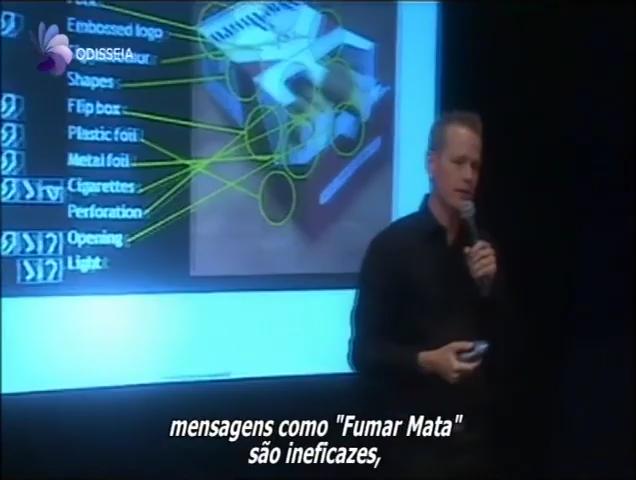 ODISSEIA
Embossed logo
Shapes
Flip box
Plastic foil
Metal foil
Cigarettes
Perforation
Opening
Light
mensagens como "Fumar Mata"
são ineficazes,